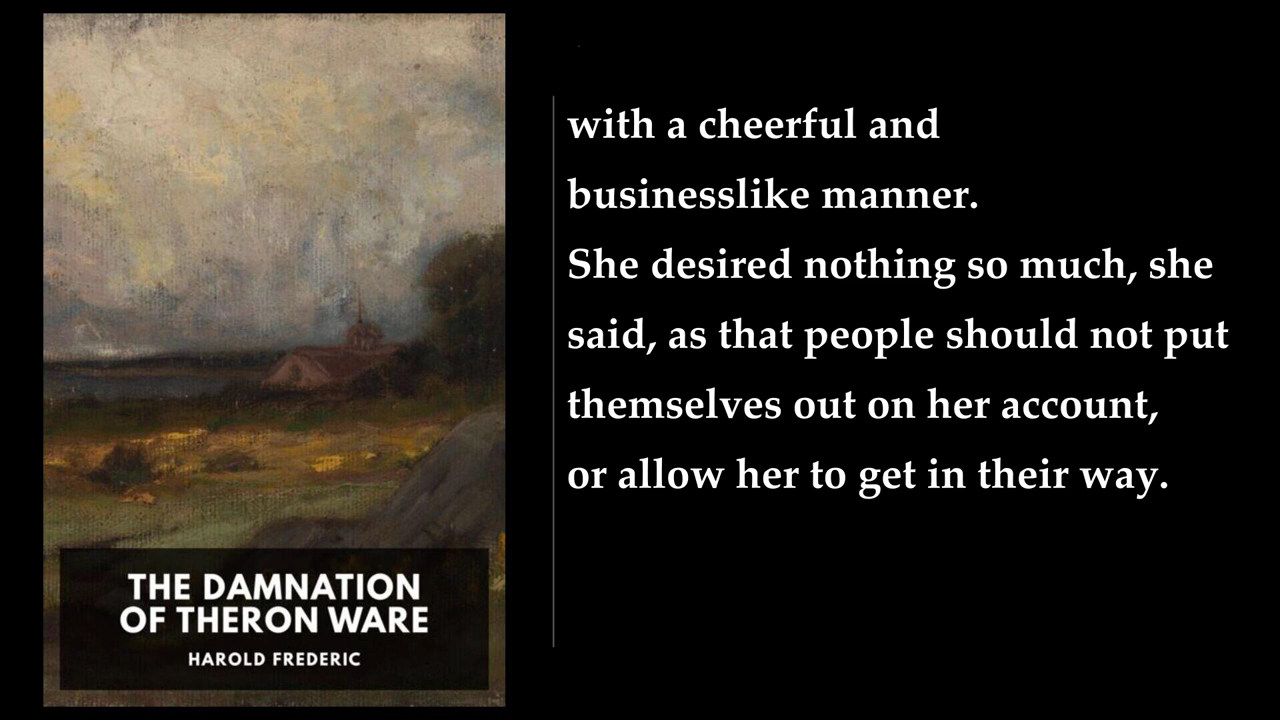 with a cheerful and
businesslike manner.
She desired nothing so much, she
said, as that people should not put
themselves out on her account,
or allow her to get in their way.
THE DAMNATION
OF THERON WARE
HAROLD FREDERIC